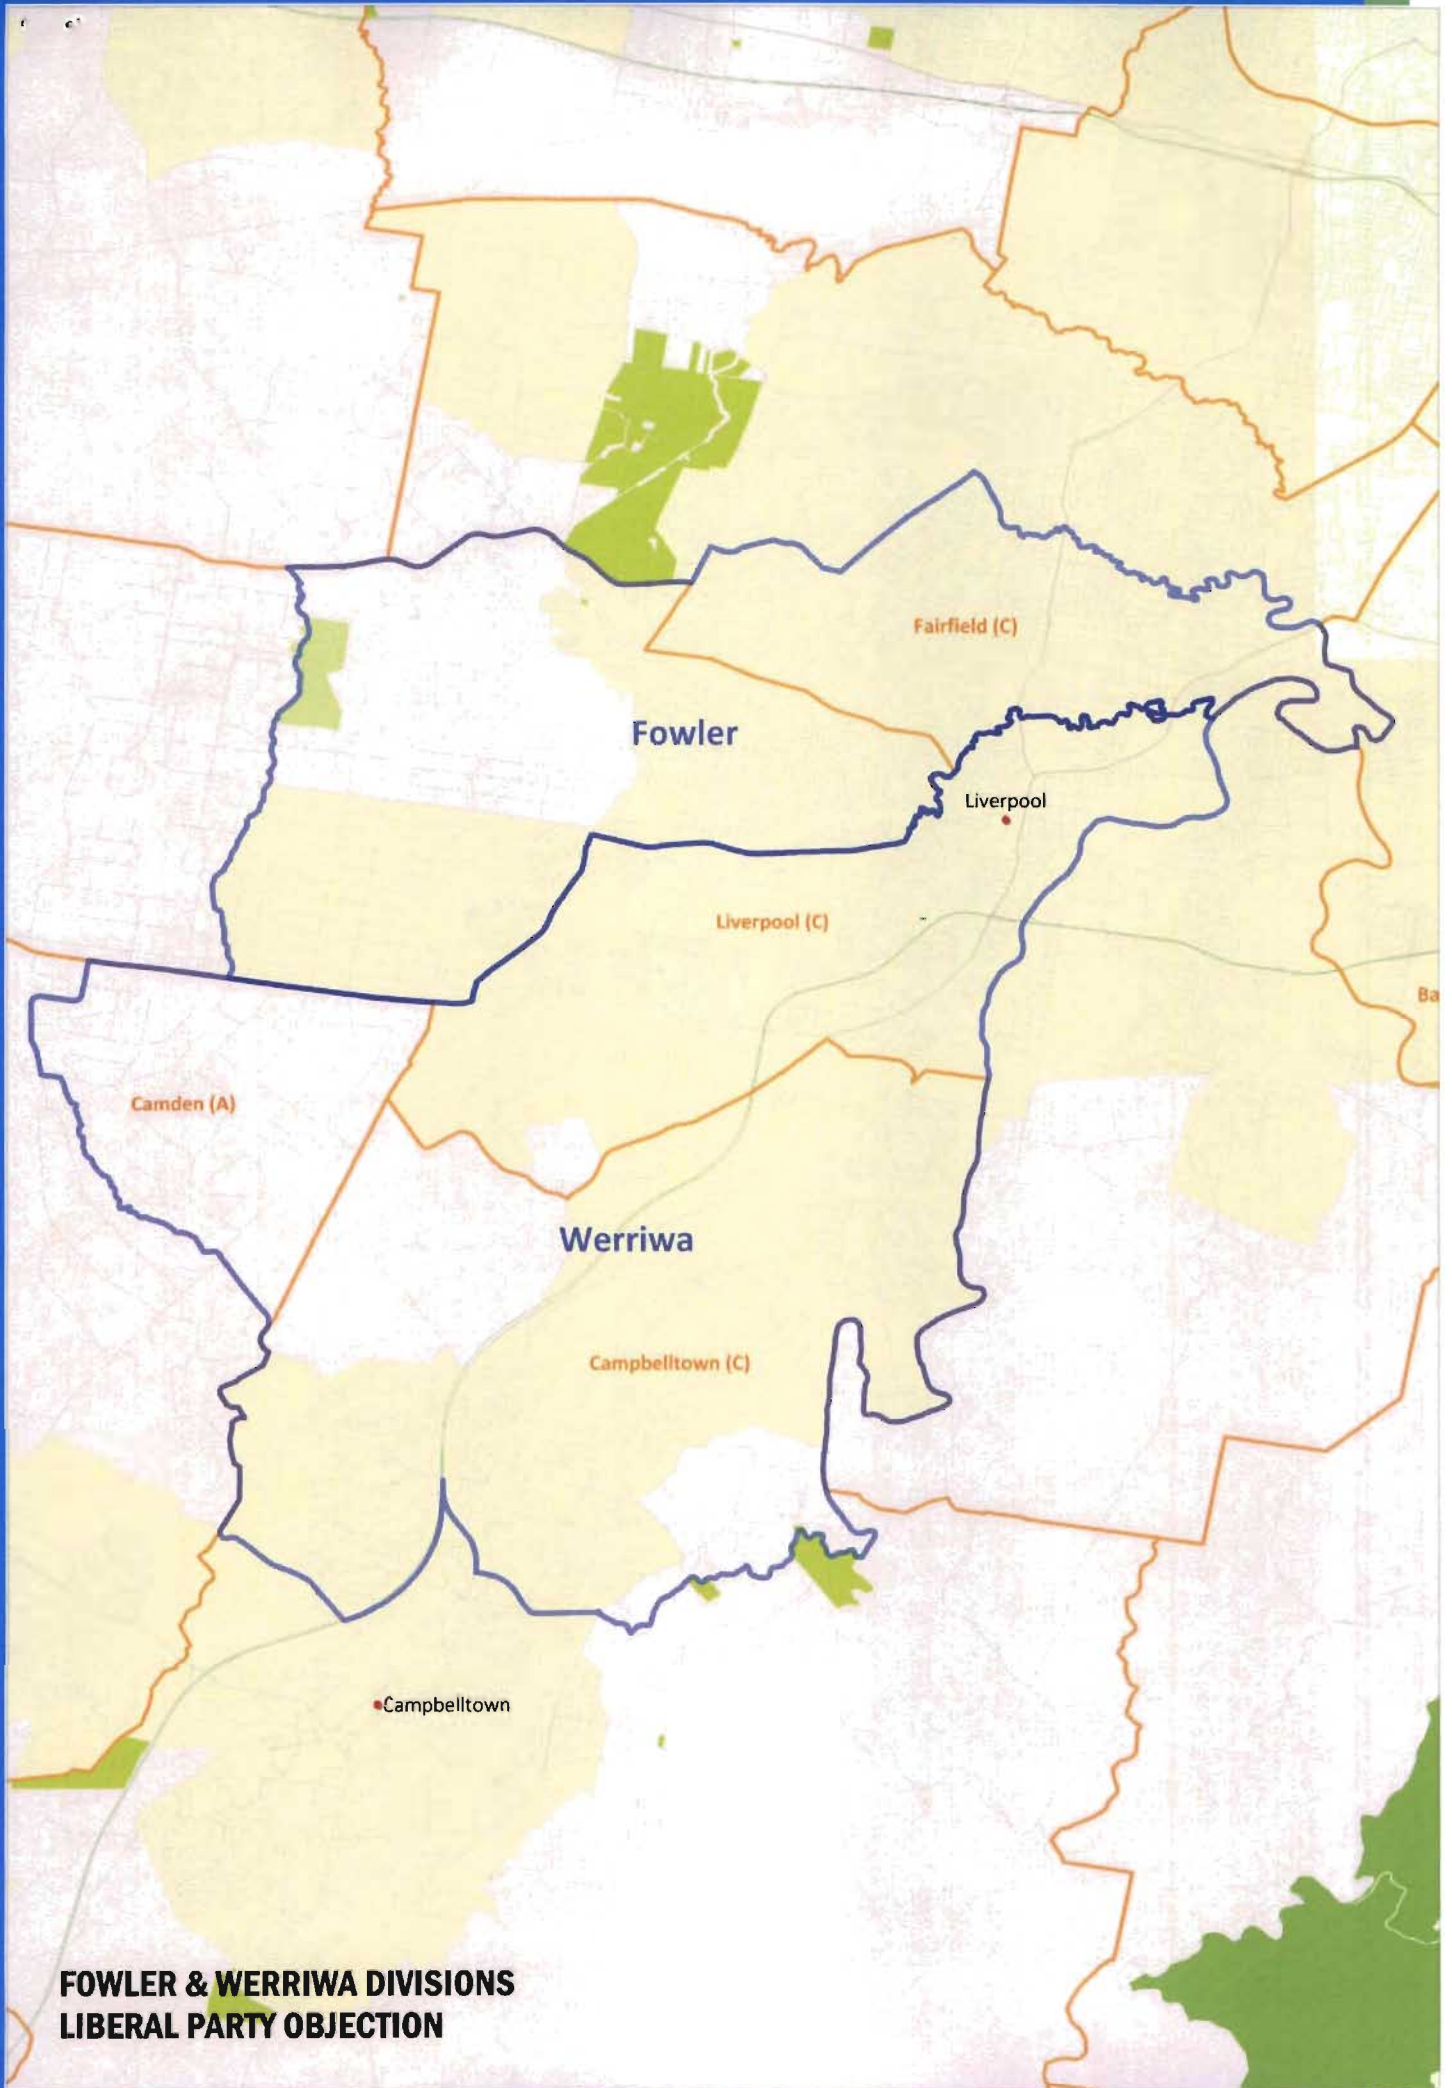 Fairfield (C)
Fowler
Liverpool
Liverpool (C)
Ba
Camden (A)
Werriwa
Campbelltown (C)
Campbelltown
FOWLER & WERRIWA DIVISIONS
LIBERAL PARTY OBJECTION